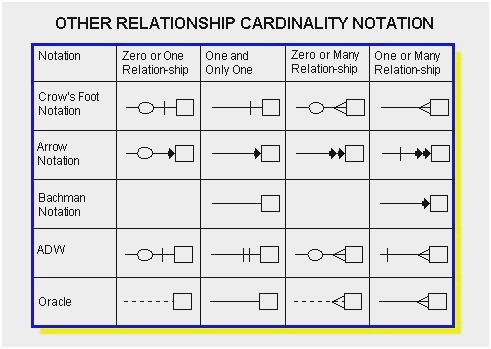 OTHER RELATIONSHIP CARDINALITY NOTATION
Notation
Zero or One
Relation-ship
One and
Only One
Zero or Many
Relation-ship
One or Many
Relation-ship
Crow's Foot
Notation
Arrow
Notation
Bachman
Notation
ADW
Oracle